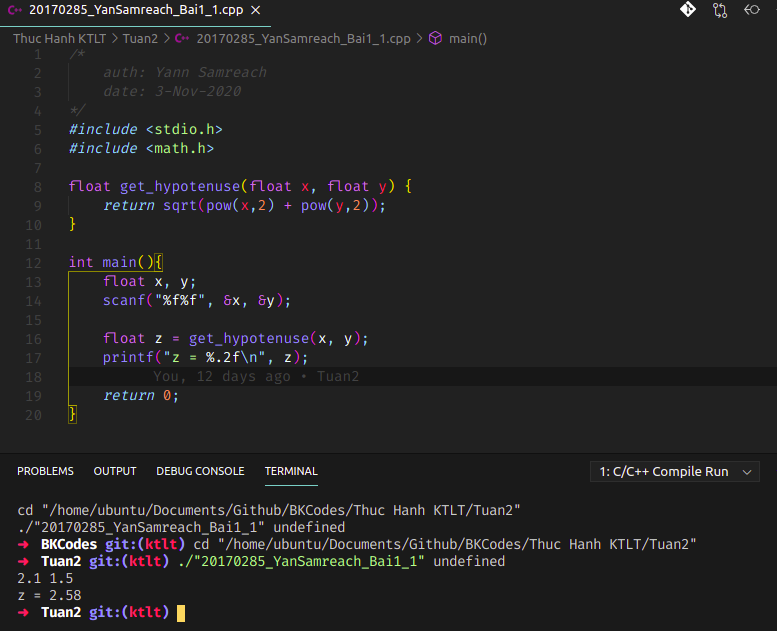 20170285_YanSamreach_Bai1_1.cpp
Thuc Hanh KTLT > Tuan2 > 20170285_YanSamreach_Bai1_1.cpp > main()
1 /*
2 auth: Yann Samreach
3 date: 3-Nov-2020
4 */
5 #include <stdio.h>
6 #include <math.h>
7
8 float get_hypotenuse(float x, float y) {
9 return sqrt(pow(x,2) + pow(y,2));
10 }
11
12 int main(){
13 float x, y;
14 scanf("%f%f", &x, &y);
15
16 float z = get_hypotenuse(x, y);
17 printf("z = %.2f\n", z);
18 You, 12 days ago • Tuan2
19 return 0;
20 }
PROBLEMS OUTPUT DEBUG CONSOLE TERMINAL 1: C/C++ Compile Run
cd "/home/ubuntu/Documents/Github/BKCodes/Thuc Hanh KTLT/Tuan2"
./"20170285_YanSamreach_Bai1_1" undefined
➜ BKCodes git:(ktlt) cd "/home/ubuntu/Documents/Github/BKCodes/Thuc Hanh KTLT/Tuan2"
➜ Tuan2 git:(ktlt) ./"20170285_YanSamreach_Bai1_1" undefined
2.1 1.5
z = 2.58
➜ Tuan2 git:(ktlt)